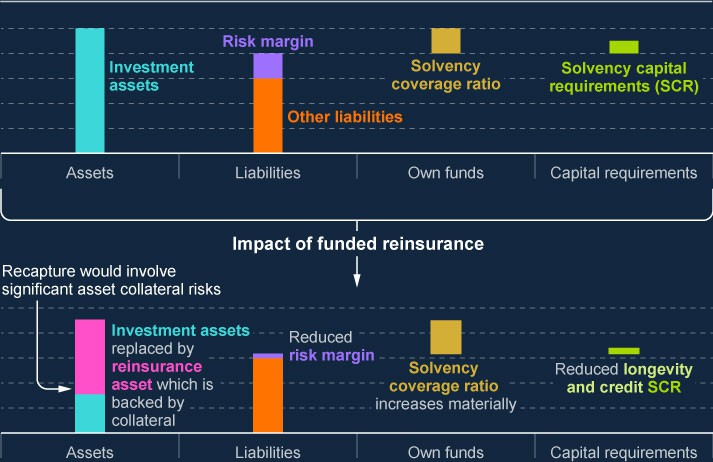 Investment
assets
Risk margin
Other liabilities
Solvency
coverage ratio
Solvency capital
requirements (SCR)
Assets
Liabilities
Own funds
Capital requirements
Impact of funded reinsurance
Recapture would involve
significant asset collateral risks
Investment assets
replaced by
reinsurance
asset which is
backed by
collateral
Reduced
risk margin
Solvency
coverage ratio
increases materially
Reduced longevity
and credit SCR
Assets
Liabilities
Own funds
Capital requirements